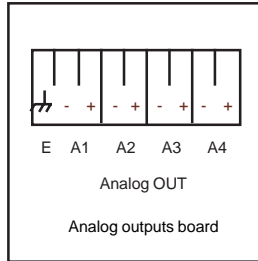 - + - + - + - +
E A1 A2 A3 A4
Analog OUT
Analog outputs board